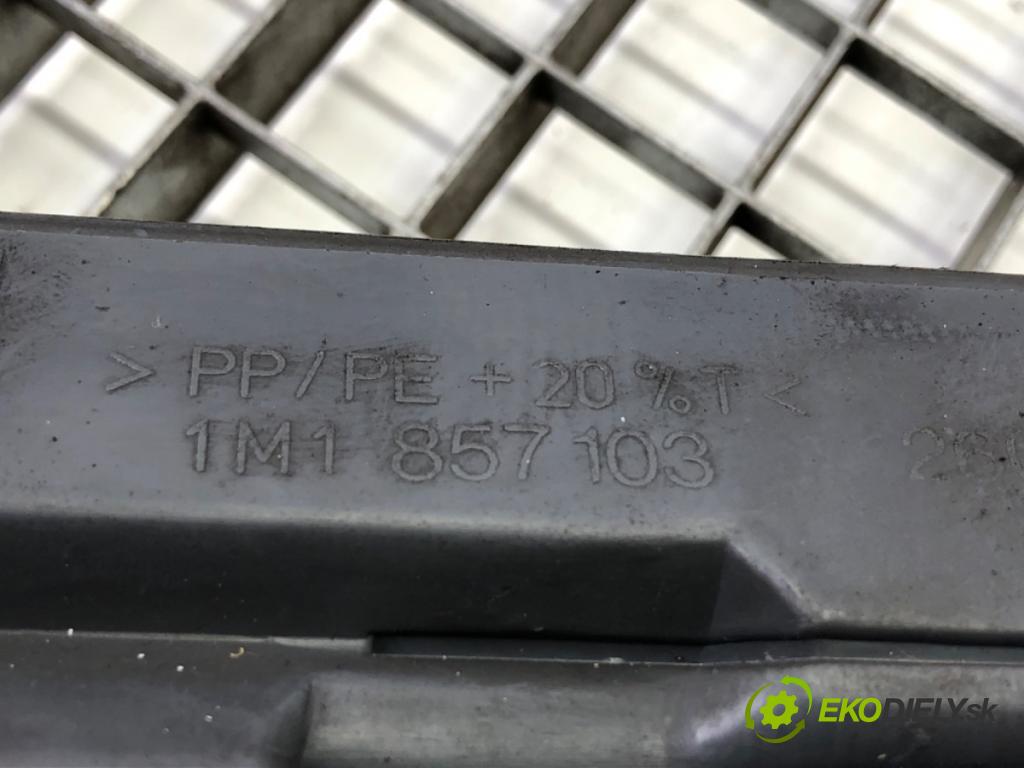 > PP/PE + 20 % T <
1M1 857 103
EKODIELY.sk